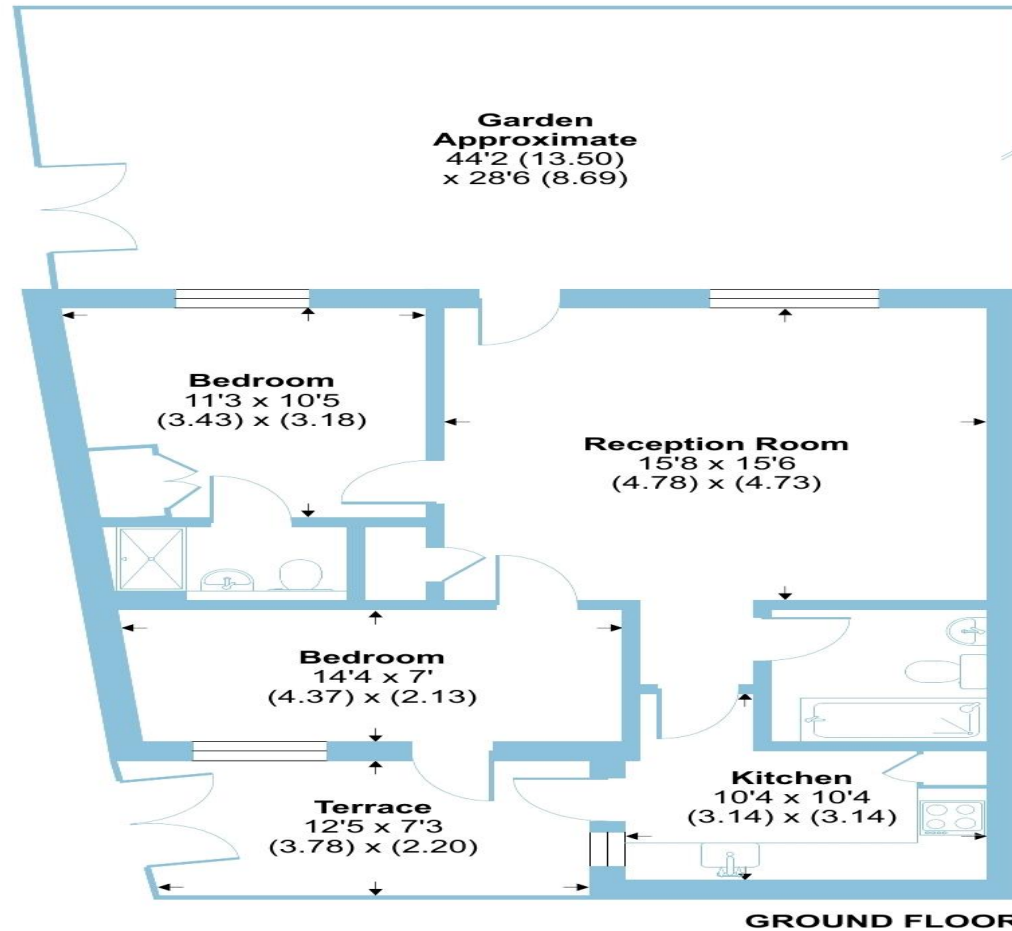 Garden
Approximate
44'2 (13.50)
x 28'6 (8.69)
Bedroom
11'3 x 10'5
(3.43) x (3.18)
Reception Room
15'8 x 15'6
(4.78) x (4.73)
Bedroom
14'4 x 7'
(4.37) x (2.13)
Terrace
12'5 x 7'3
(3.78) x (2.20)
Kitchen
10'4 x 10'4
(3.14) x (3.14)
GROUND FLOOR